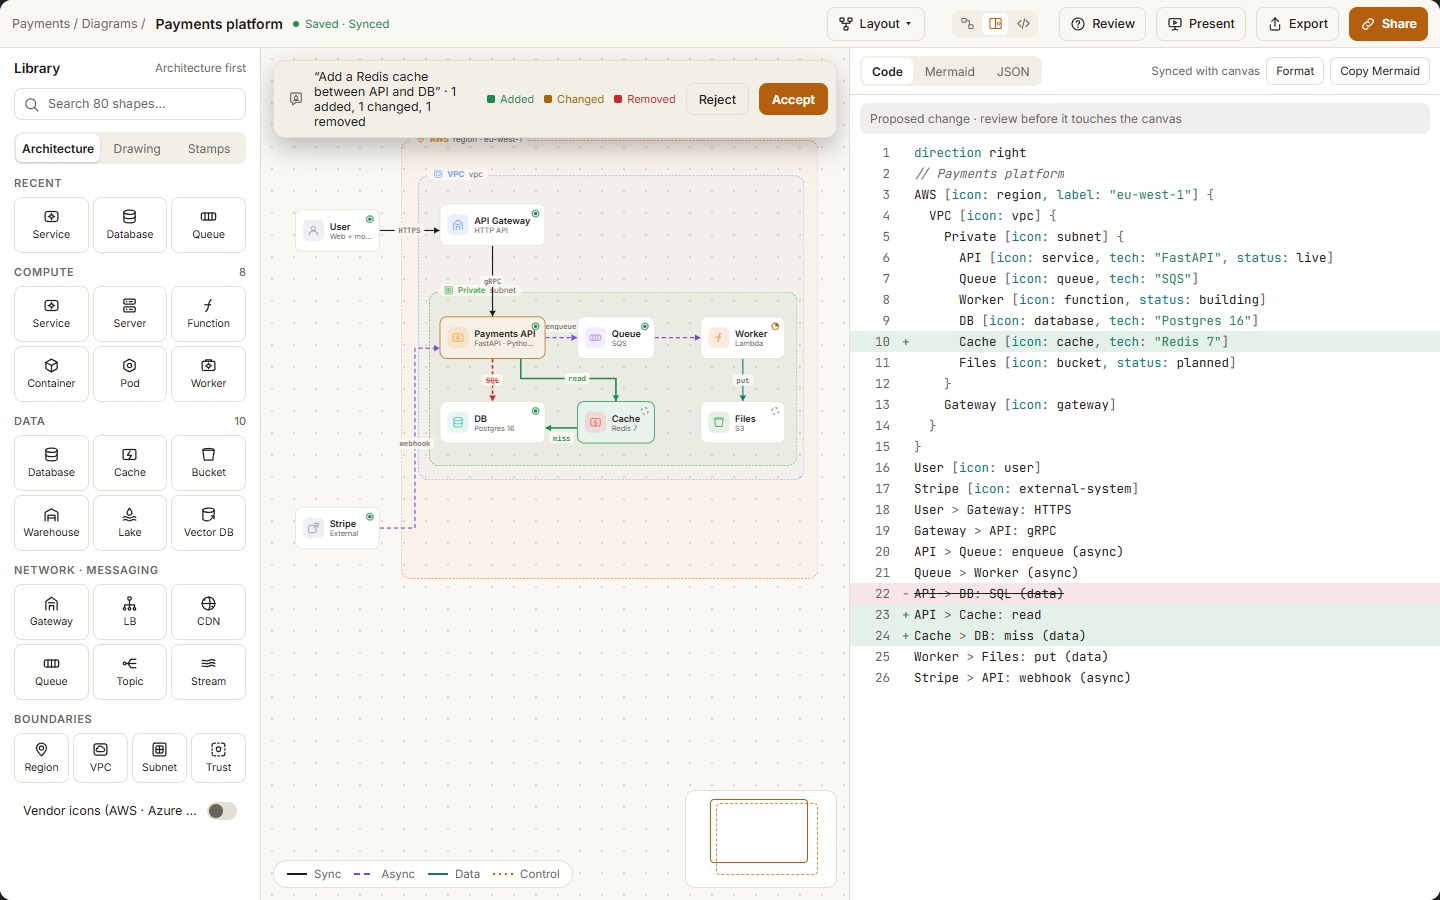 Payments / Diagrams / Payments platform Saved · Synced
Layout
Review
Present
Export
Share
Library
Architecture first
Search 80 shapes...
Architecture
Drawing
Stamps
RECENT
Service
Database
Queue
COMPUTE 8
Service
Server
Function
Container
Pod
Worker
DATA 10
Database
Cache
Bucket
Warehouse
Lake
Vector DB
NETWORK · MESSAGING
Gateway
LB
CDN
Queue
Topic
Stream
BOUNDARIES
Region
VPC
Subnet
Trust
Vendor icons (AWS · Azure ...
“Add a Redis cache
between API and DB” · 1
added, 1 changed, 1
removed
Added
Changed
Removed
Reject
Accept
AWS region · eu-west-1
VPC vpc
User
Web + mo...
HTTPS
API Gateway
HTTP API
gRPC
Private subnet
Payments API
FastAPI · Pytho...
enqueue
Queue
SQS
Worker
Lambda
SQL
read
put
DB
Postgres 16
miss
Cache
Redis 7
Files
S3
webhook
Stripe
External
Sync
Async
Data
Control
Code
Mermaid
JSON
Synced with canvas
Format
Copy Mermaid
Proposed change · review before it touches the canvas
1 direction right
2 // Payments platform
3 AWS [icon: region, label: "eu-west-1"] {
4 VPC [icon: vpc] {
5 Private [icon: subnet] {
6 API [icon: service, tech: "FastAPI", status: live]
7 Queue [icon: queue, tech: "SQS"]
8 Worker [icon: function, status: building]
9 DB [icon: database, tech: "Postgres 16"]
10 + Cache [icon: cache, tech: "Redis 7"]
11 Files [icon: bucket, status: planned]
12 }
13 Gateway [icon: gateway]
14 }
15 }
16 User [icon: user]
17 Stripe [icon: external-system]
18 User > Gateway: HTTPS
19 Gateway > API: gRPC
20 API > Queue: enqueue (async)
21 Queue > Worker (async)
22 - API > DB: SQL (data)
23 + API > Cache: read
24 + Cache > DB: miss (data)
25 Worker > Files: put (data)
26 Stripe > API: webhook (async)